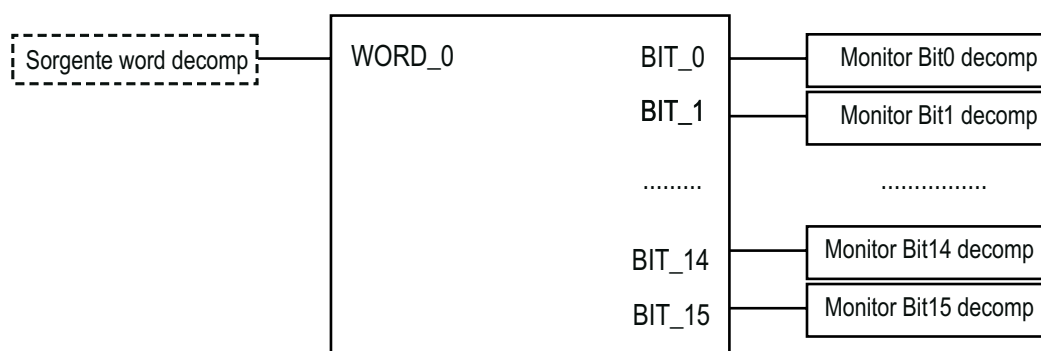 Sorgente word decomp
WORD_0
BIT_0
Monitor Bit0 decomp
BIT_1
Monitor Bit1 decomp
.........
................
BIT_14
Monitor Bit14 decomp
BIT_15
Monitor Bit15 decomp